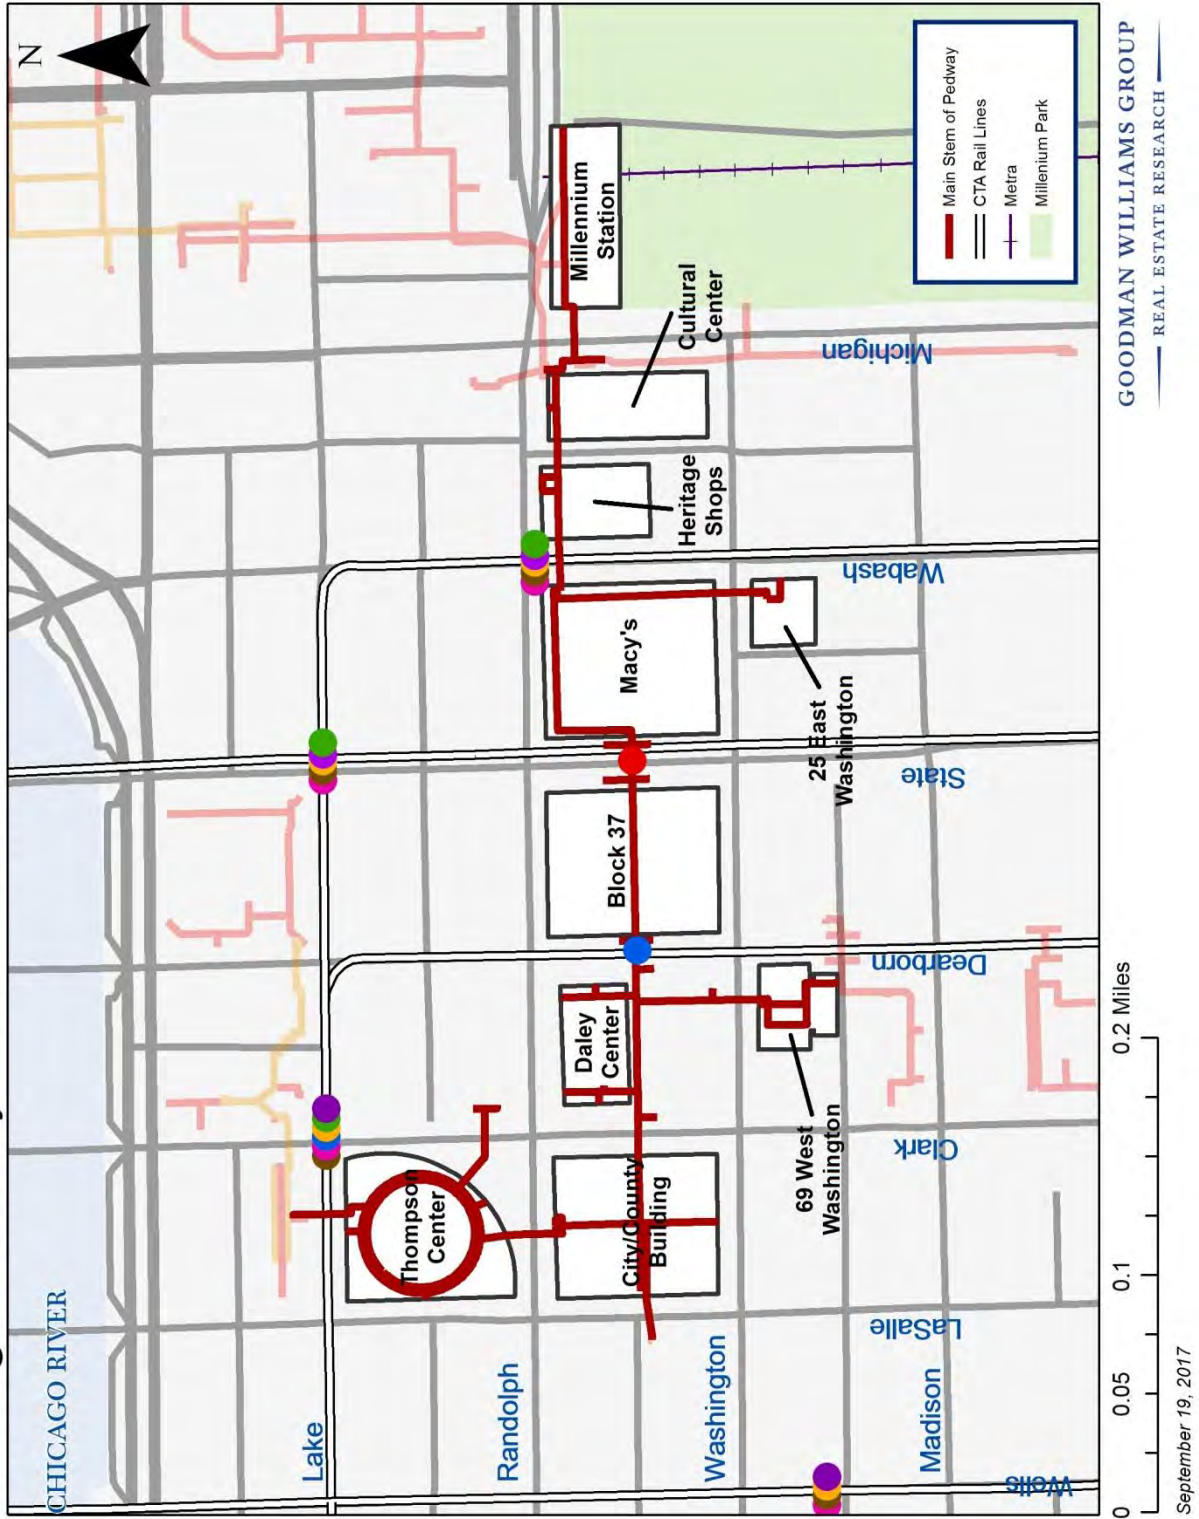 N
CHICAGO RIVER
Lake
Randolph
Washington
Madison
Wells
LaSalle
Clark
Dearborn
State
Wabash
Michigan
Thompson
Center
City/County
Building
Daley
Center
69 West
Washington
Block 37
Macy's
25 East
Washington
Heritage
Shops
Cultural
Center
Millennium
Station
Main Stem of Pedway
CTA Rail Lines
Metra
Millenium Park
0
0.05
0.1
0.2 Miles
September 19, 2017
GOODMAN WILLIAMS GROUP
REAL ESTATE RESEARCH